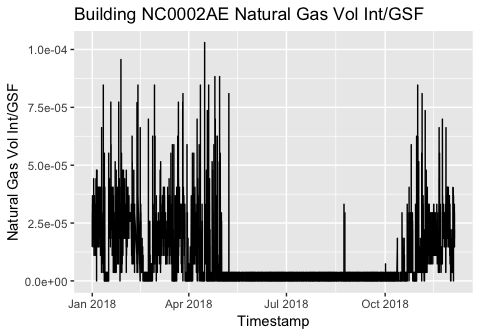 Building NC0002AE Natural Gas Vol Int/GSF
Natural Gas Vol Int/GSF
1.0e-04
7.5e-05
5.0e-05
2.5e-05
0.0e+00
Jan 2018 Apr 2018 Jul 2018 Oct 2018
Timestamp